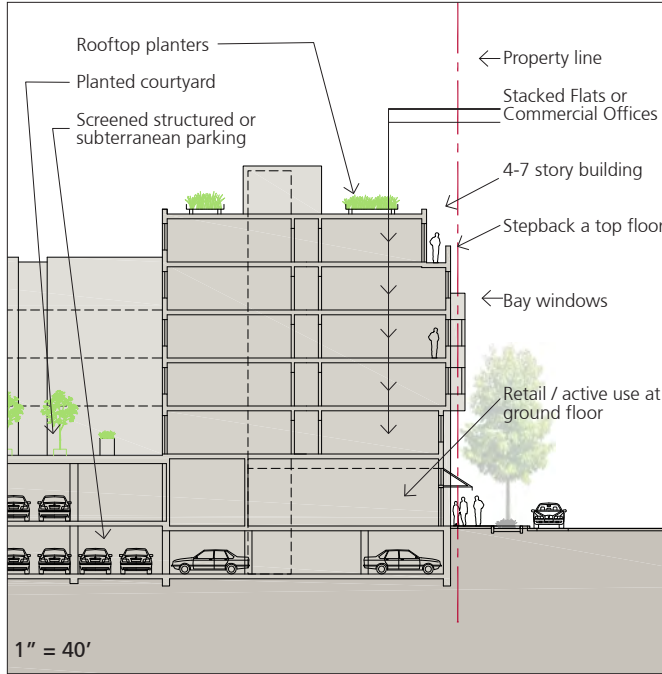 Rooftop planters
Planted courtyard
Screened structured or
subterranean parking
Property line
Stacked Flats or
Commercial Offices
4-7 story building
Stepback a top floor
Bay windows
Retail / active use at
ground floor
1” = 40’